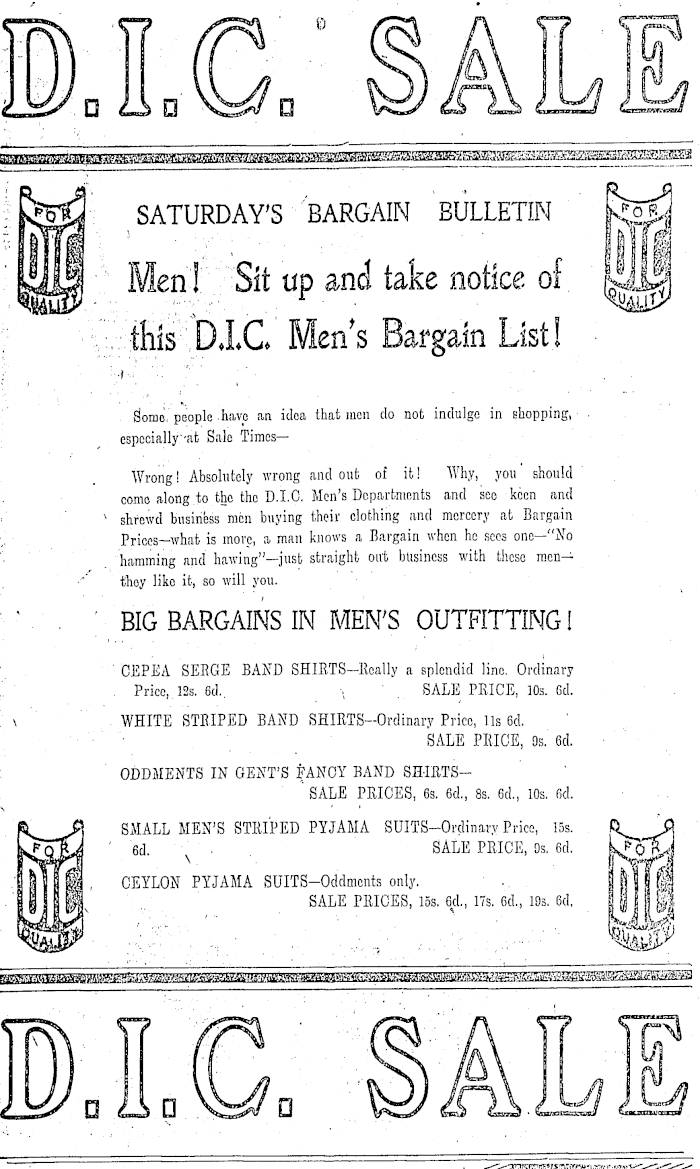 D.I.C. SALE
FOR
DIC
QUALITY
FOR
DIC
QUALITY
SATURDAY'S BARGAIN BULLETIN
Men! Sit up and take notice of
this D.I.C. Men's Bargain List!
Some people have an idea that men do not indulge in shopping,
especially at Sale Times—
Wrong! Absolutely wrong and out of it! Why, you should
come along to the the D.I.C. Men's Departments and see keen and
shrewd business men buying their clothing and mercery at Bargain
Prices—what is more, a man knows a Bargain when he sees one—"No
hamming and hawing"—just straight out business with these men—
they like it, so will you.
BIG BARGAINS IN MEN'S OUTFITTING!
CEPEA SERGE BAND SHIRTS—Really a splendid line. Ordinary
Price, 12s. 6d. SALE PRICE, 10s. 6d.
WHITE STRIPED BAND SHIRTS—Ordinary Price, 11s 6d.
SALE PRICE, 9s. 6d.
ODDMENTS IN GENT'S FANCY BAND SHIRTS—
SALE PRICES, 6s. 6d., 8s. 6d., 10s. 6d.
SMALL MEN'S STRIPED PYJAMA SUITS—Ordinary Price, 15s.
6d. SALE PRICE, 9s. 6d.
CEYLON PYJAMA SUITS—Oddments only.
SALE PRICES, 15s. 6d., 17s. 6d., 19s. 6d.
FOR
DIC
QUALITY
FOR
DIC
QUALITY
D.I.C. SALE